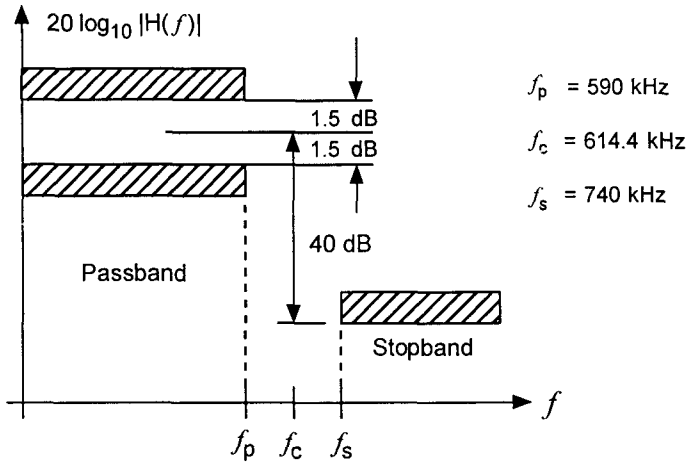 20 log₁₀ |H(f)|
1.5 dB
1.5 dB
40 dB
Passband
Stopband
fp fc fs
f
fp = 590 kHz
fc = 614.4 kHz
fs = 740 kHz